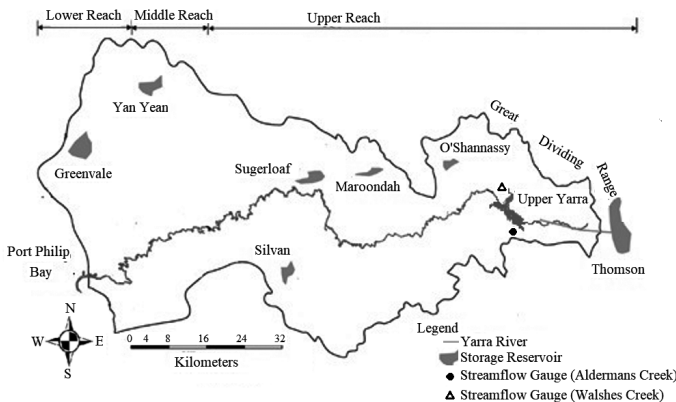 Lower Reach
Middle Reach
Upper Reach
Yan Yean
Great
Dividing
Range
O'Shannassy
Greenvale
Sugerloaf
Maroondah
Upper Yarra
Port Philip
Bay
Silvan
Thomson
N
W
E
S
0 4 8 16 24 32
Kilometers
Legend
Yarra River
Storage Reservoir
Streamflow Gauge (Aldermans Creek)
Streamflow Gauge (Walshes Creek)